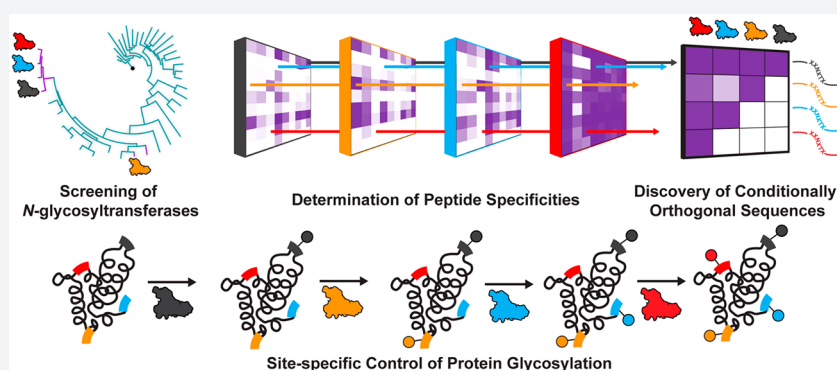 Screening of
N-glycosyltransferases
Determination of Peptide Specificities
Discovery of Conditionally
Orthogonal Sequences
Site-specific Control of Protein Glycosylation